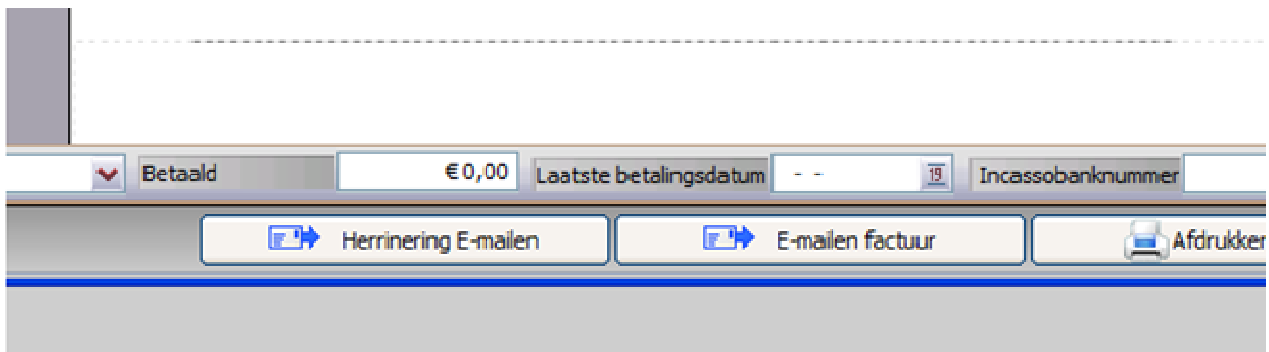 Betaald €0,00 Laatste betalingsdatum - - 19 Incassobanknummer
Herrinering E-mailen E-mailen factuur Afdrukken